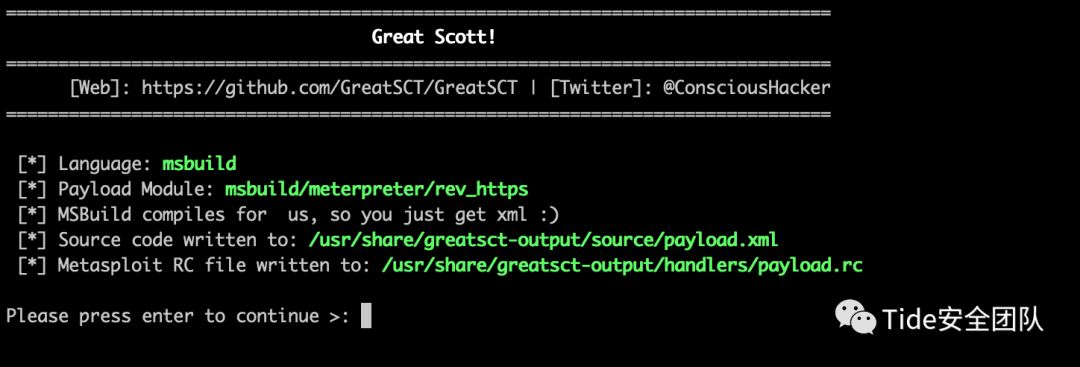 ===============================================================================
Great Scott!
===============================================================================
[Web]: https://github.com/GreatSCT/GreatSCT | [Twitter]: @ConsciousHacker
===============================================================================
[*] Language: msbuild
[*] Payload Module: msbuild/meterpreter/rev_https
[*] MSBuild compiles for  us, so you just get xml :)
[*] Source code written to: /usr/share/greatsct-output/source/payload.xml
[*] Metasploit RC file written to: /usr/share/greatsct-output/handlers/payload.rc
Please press enter to continue >:
Tide安全团队